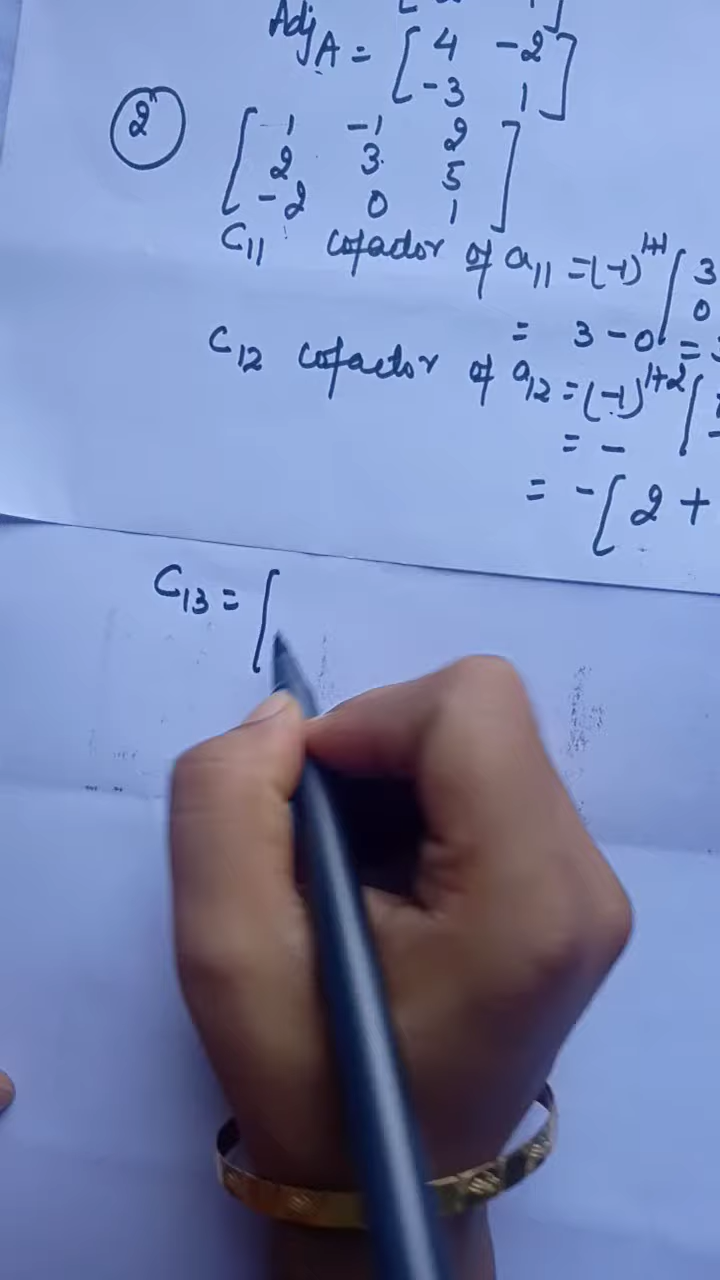 Adj A = [ 4 -2
-3 1 ]
2 [ 1 -1 2
2 3 5
-2 0 1 ]
C11 cofactor of a11 = (-1)^1+1 | 3
0
= 3 - 0 =
C12 cofactor of a12 = (-1)^1+2 |
= -
= -[ 2 +
C13 = |